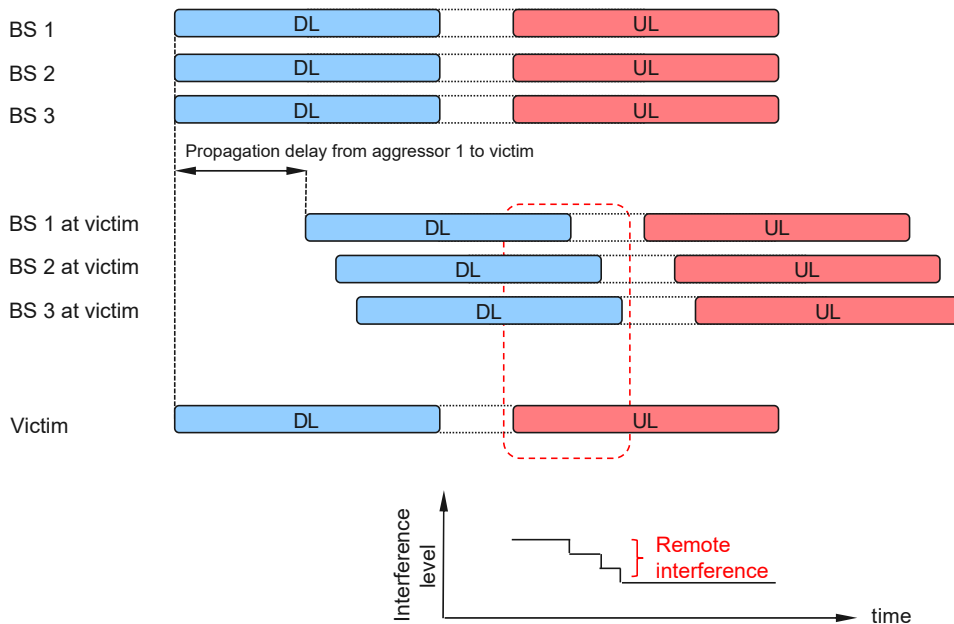 BS 1
DL
UL
BS 2
DL
UL
BS 3
DL
UL
Propagation delay from aggressor 1 to victim
BS 1 at victim
DL
UL
BS 2 at victim
DL
UL
BS 3 at victim
DL
UL
Victim
DL
UL
Interference
level
Remote
interference
time